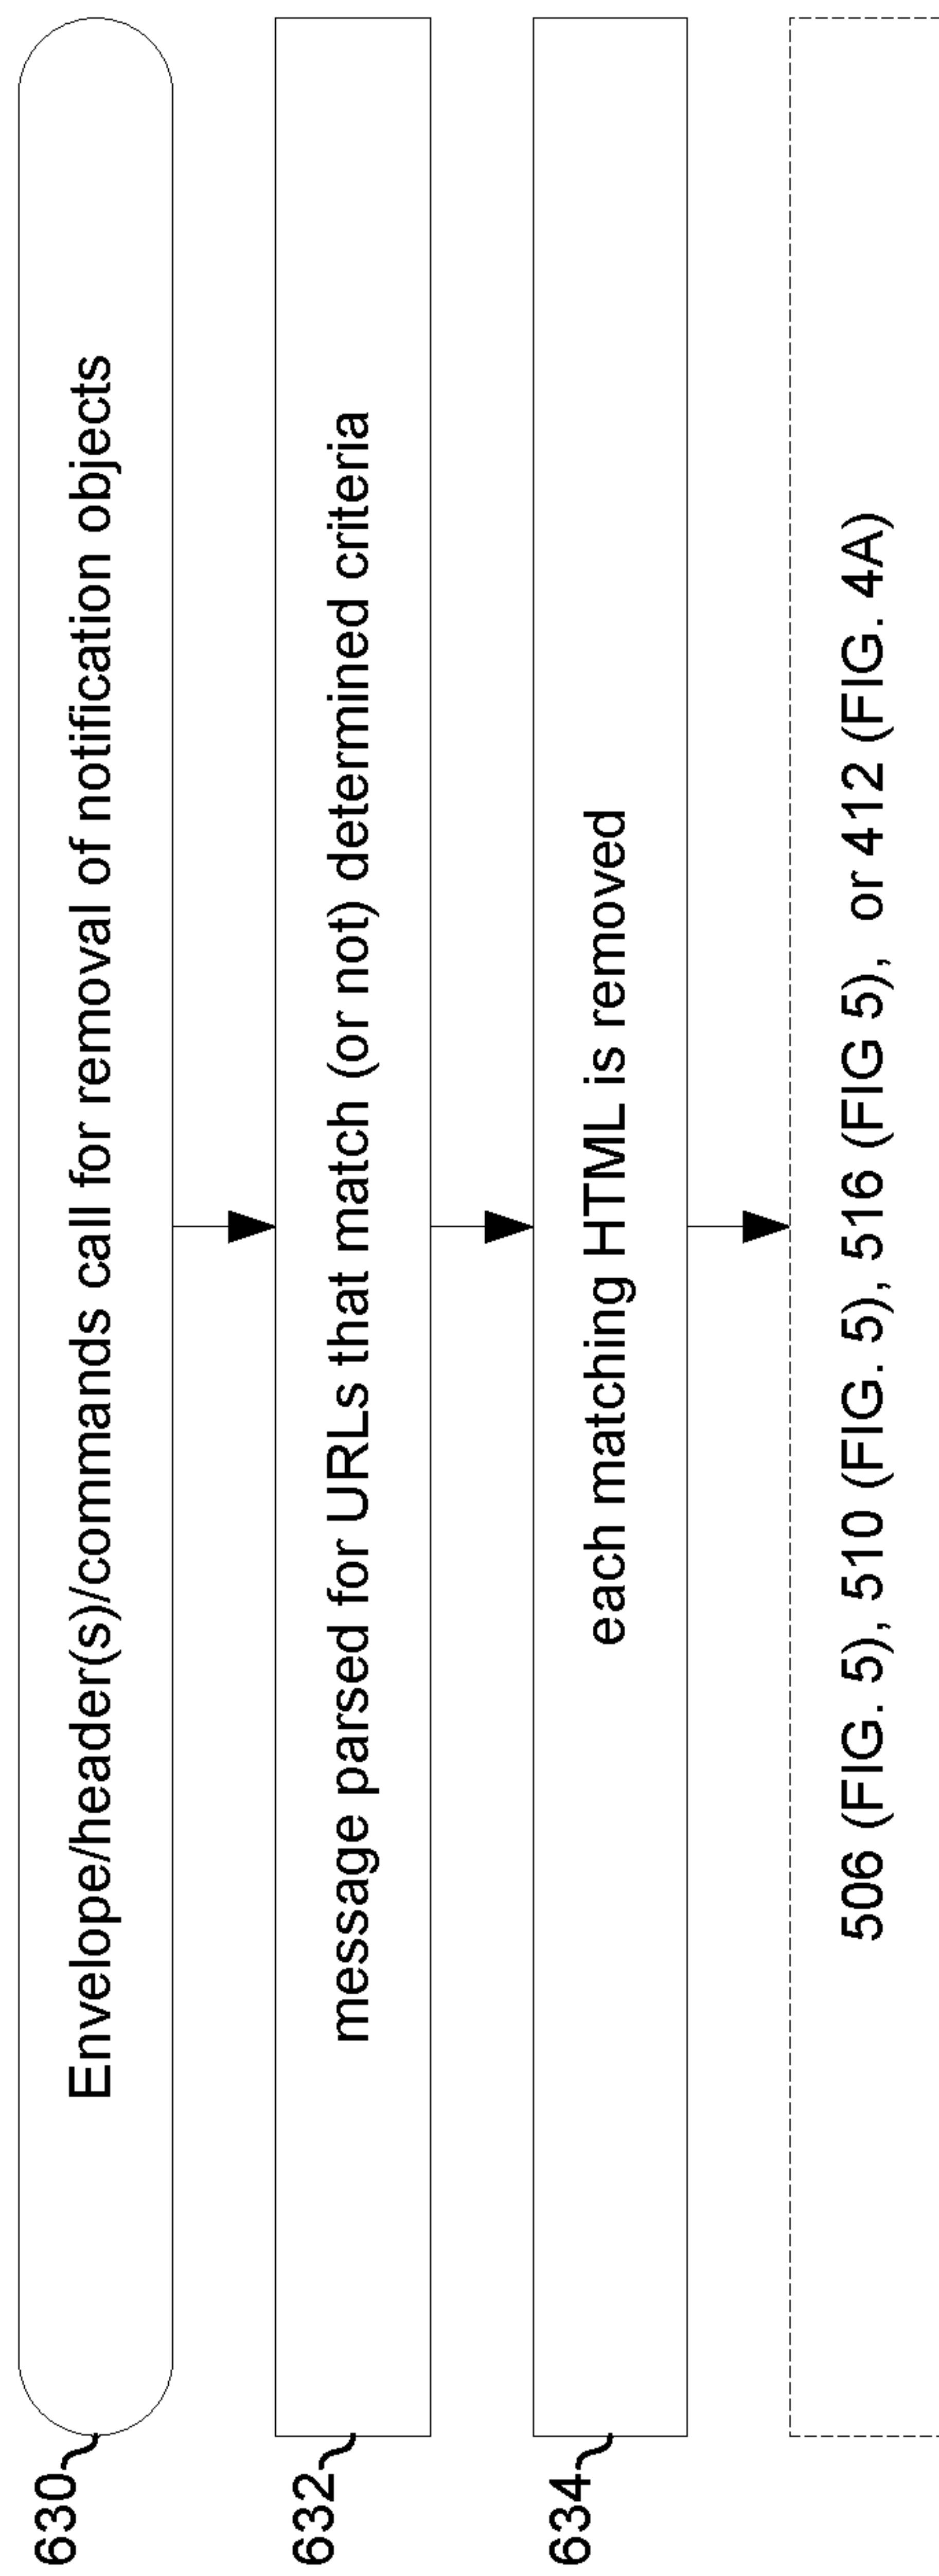 630
Envelope/header(s)/commands call for removal of notification objects
632
message parsed for URLs that match (or not) determined criteria
634
each matching HTML is removed
506 (FIG. 5), 510 (FIG. 5), 516 (FIG 5), or 412 (FIG. 4A)